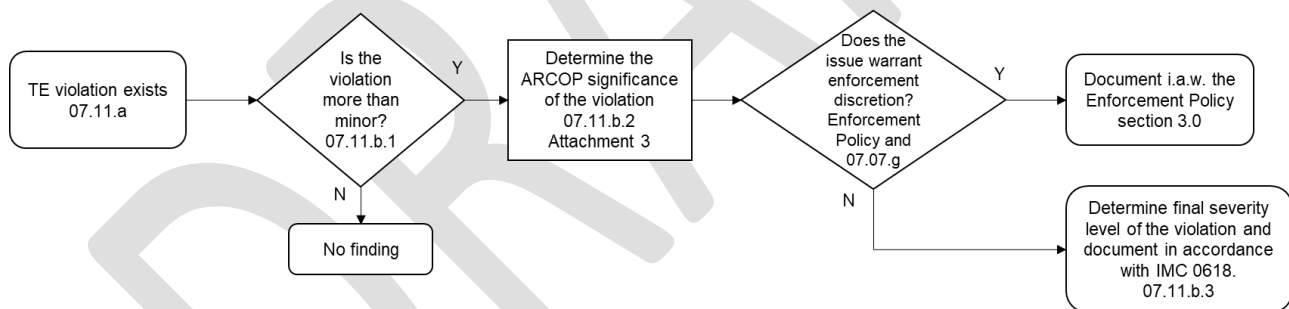 TE violation exists
07.11.a
Is the
violation
more than
minor?
07.11.b.1
Y
N
No finding
Determine the
ARCOP significance
of the violation
07.11.b.2
Attachment 3
Does the
issue warrant
enforcement
discretion?
Enforcement
Policy and
07.07.g
Y
N
Document i.a.w. the
Enforcement Policy
section 3.0
Determine final severity
level of the violation and
document in accordance
with IMC 0618.
07.11.b.3